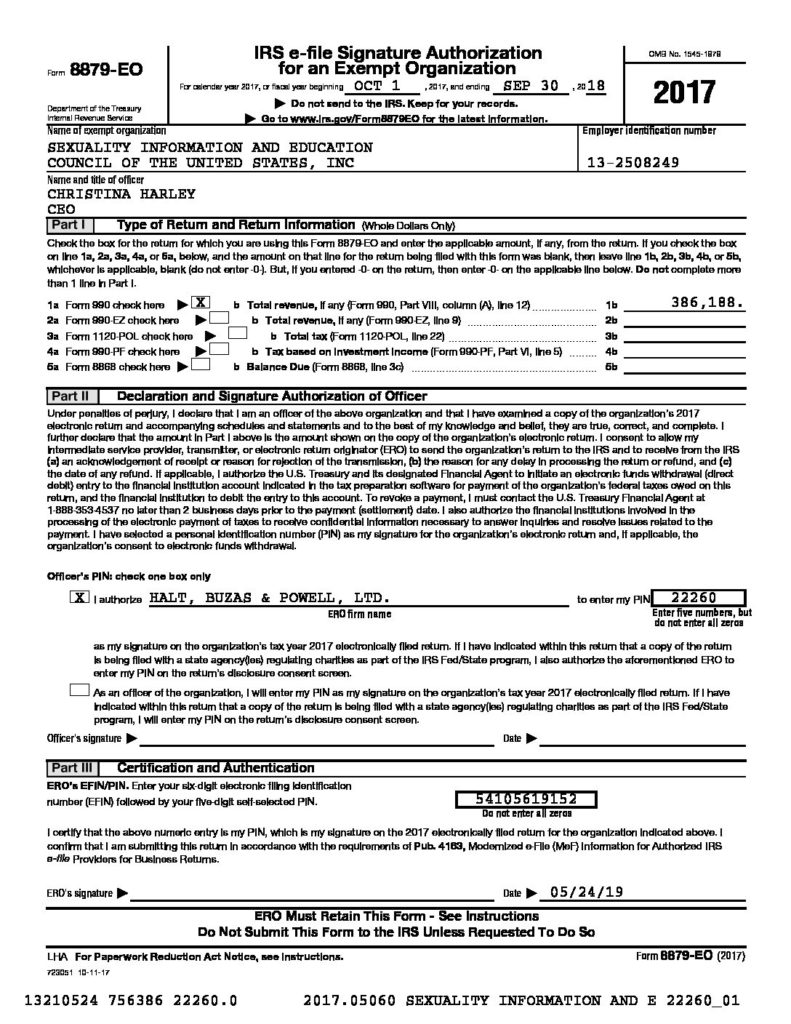 Form 8879-EO
IRS e-file Signature Authorization
for an Exempt Organization
OMB No. 1545-1878
For calendar year 2017, or fiscal year beginning OCT 1 , 2017, and ending SEP 30 , 20 18
2017
Department of the Treasury
Internal Revenue Service
▶ Do not send to the IRS. Keep for your records.
▶ Go to www.irs.gov/Form8879EO for the latest information.
Name of exempt organization
Employer identification number
SEXUALITY INFORMATION AND EDUCATION
COUNCIL OF THE UNITED STATES, INC
13-2508249
Name and title of officer
CHRISTINA HARLEY
CEO
Part I Type of Return and Return Information (Whole Dollars Only)
Check the box for the return for which you are using this Form 8879-EO and enter the applicable amount, if any, from the return. If you check the box
on line 1a, 2a, 3a, 4a, or 5a, below, and the amount on that line for the return being filed with this form was blank, then leave line 1b, 2b, 3b, 4b, or 5b,
whichever is applicable, blank (do not enter -0-). But, if you entered -0- on the return, then enter -0- on the applicable line below. Do not complete more
than 1 line in Part I.
1a Form 990 check here ▶ X b Total revenue, if any (Form 990, Part VIII, column (A), line 12) 1b 386,188.
2a Form 990-EZ check here ▶ b Total revenue, if any (Form 990-EZ, line 9) 2b
3a Form 1120-POL check here ▶ b Total tax (Form 1120-POL, line 22) 3b
4a Form 990-PF check here ▶ b Tax based on investment income (Form 990-PF, Part VI, line 5) 4b
5a Form 8868 check here ▶ b Balance Due (Form 8868, line 3c) 5b
Part II Declaration and Signature Authorization of Officer
Under penalties of perjury, I declare that I am an officer of the above organization and that I have examined a copy of the organization's 2017
electronic return and accompanying schedules and statements and to the best of my knowledge and belief, they are true, correct, and complete. I
further declare that the amount in Part I above is the amount shown on the copy of the organization's electronic return. I consent to allow my
intermediate service provider, transmitter, or electronic return originator (ERO) to send the organization's return to the IRS and to receive from the IRS
(a) an acknowledgement of receipt or reason for rejection of the transmission, (b) the reason for any delay in processing the return or refund, and (c)
the date of any refund. If applicable, I authorize the U.S. Treasury and its designated Financial Agent to initiate an electronic funds withdrawal (direct
debit) entry to the financial institution account indicated in the tax preparation software for payment of the organization's federal taxes owed on this
return, and the financial institution to debit the entry to this account. To revoke a payment, I must contact the U.S. Treasury Financial Agent at
1-888-353-4537 no later than 2 business days prior to the payment (settlement) date. I also authorize the financial institutions involved in the
processing of the electronic payment of taxes to receive confidential information necessary to answer inquiries and resolve issues related to the
payment. I have selected a personal identification number (PIN) as my signature for the organization's electronic return and, if applicable, the
organization's consent to electronic funds withdrawal.
Officer's PIN: check one box only
X I authorize HALT, BUZAS & POWELL, LTD. to enter my PIN 22260
ERO firm name
Enter five numbers, but
do not enter all zeros
as my signature on the organization's tax year 2017 electronically filed return. If I have indicated within this return that a copy of the return
is being filed with a state agency(ies) regulating charities as part of the IRS Fed/State program, I also authorize the aforementioned ERO to
enter my PIN on the return's disclosure consent screen.
As an officer of the organization, I will enter my PIN as my signature on the organization's tax year 2017 electronically filed return. If I have
indicated within this return that a copy of the return is being filed with a state agency(ies) regulating charities as part of the IRS Fed/State
program, I will enter my PIN on the return's disclosure consent screen.
Officer's signature ▶ Date ▶
Part III Certification and Authentication
ERO's EFIN/PIN. Enter your six-digit electronic filing identification
number (EFIN) followed by your five-digit self-selected PIN.
54105619152
Do not enter all zeros
I certify that the above numeric entry is my PIN, which is my signature on the 2017 electronically filed return for the organization indicated above. I
confirm that I am submitting this return in accordance with the requirements of Pub. 4163, Modernized e-File (MeF) Information for Authorized IRS
e-file Providers for Business Returns.
ERO's signature ▶ Date ▶ 05/24/19
ERO Must Retain This Form - See Instructions
Do Not Submit This Form to the IRS Unless Requested To Do So
LHA For Paperwork Reduction Act Notice, see instructions.
Form 8879-EO (2017)
723051 10-11-17
13210524 756386 22260.0 2017.05060 SEXUALITY INFORMATION AND E 22260_01